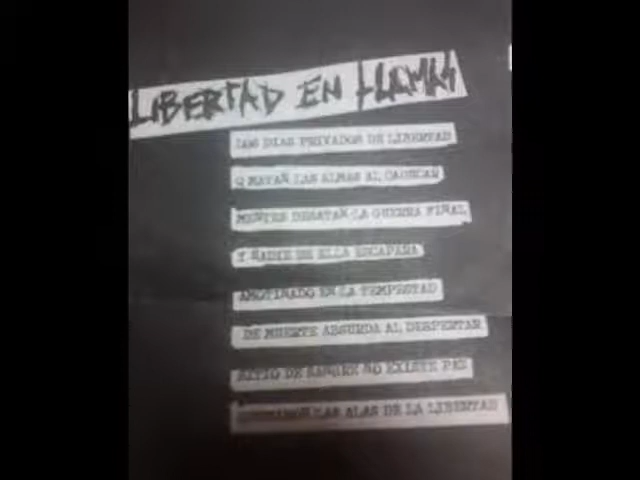 LIBERTAD EN LLAMAS
LOS DIAS PRIVADOS DE LIBERTAD
Q MATAN LAS ALMAS AL
MENTES DESATAN LA GUERRA FINAL
Y NADIE DE ELLA ESCAPARA
AMOTINADO EN LA TEMPESTAD
DE MUERTE ABSURDA AL DESPERTAR
SITIO DE SANGRE NO EXISTE PAZ
LAS ALAS DE LA LIBERTAD